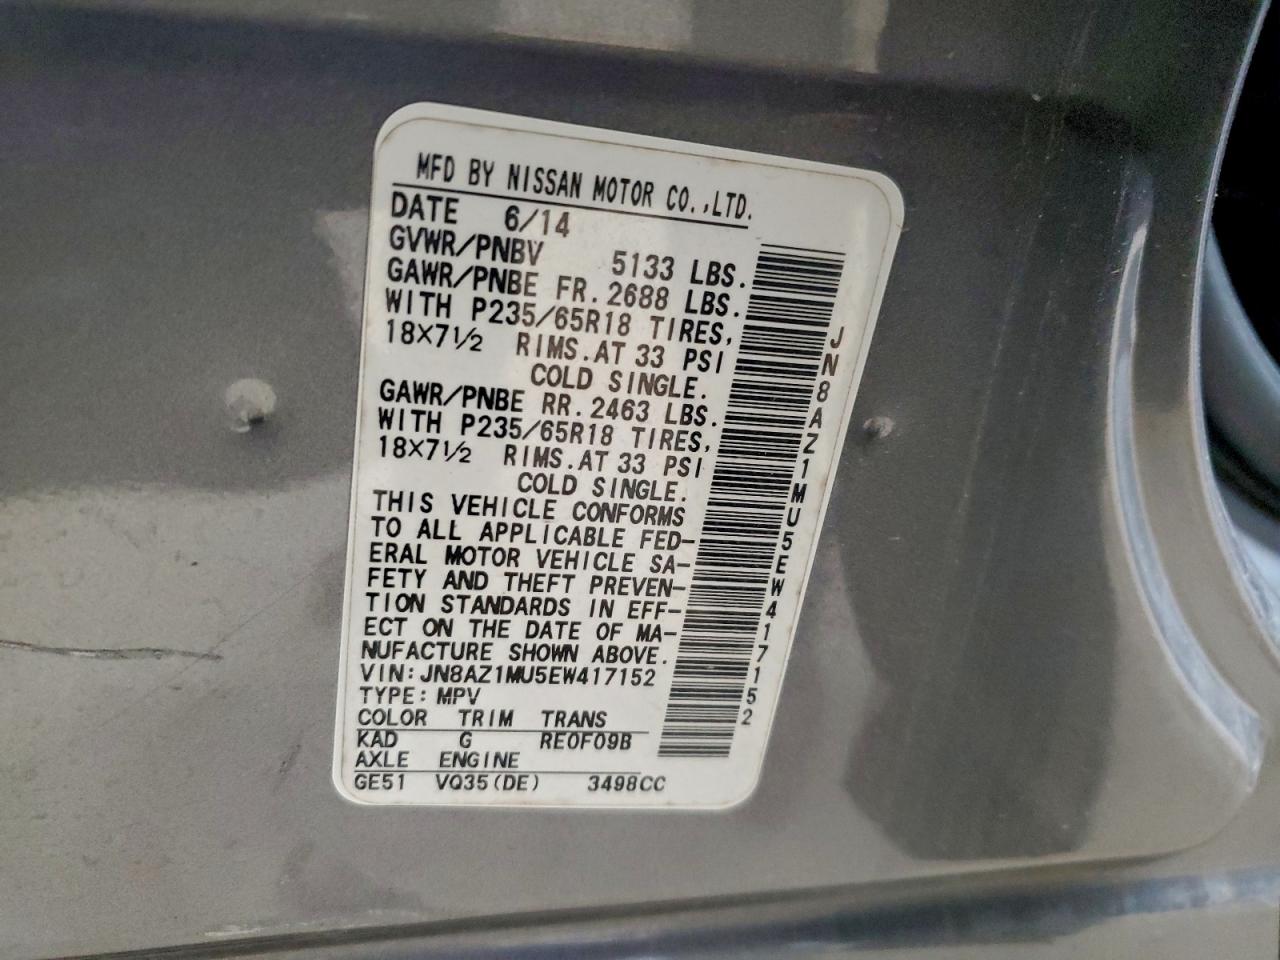 MFD BY NISSAN MOTOR CO.,LTD.
DATE 6/14
GVWR/PNBV 5133 LBS.
GAWR/PNBE FR. 2688 LBS.
WITH P235/65R18 TIRES,
18X7½ RIMS. AT 33 PSI
COLD SINGLE.
GAWR/PNBE RR. 2463 LBS.
WITH P235/65R18 TIRES,
18X7½ RIMS. AT 33 PSI
COLD SINGLE.
THIS VEHICLE CONFORMS
TO ALL APPLICABLE FED-
ERAL MOTOR VEHICLE SA-
FETY AND THEFT PREVEN-
TION STANDARDS IN EFF-
ECT ON THE DATE OF MA-
NUFACTURE SHOWN ABOVE.
VIN: JN8AZ1MU5EW417152
TYPE: MPV
COLOR TRIM TRANS
KAD G RE0F09B
AXLE ENGINE
GE51 VQ35(DE) 3498CC
JN8AZ1MU5EW417152